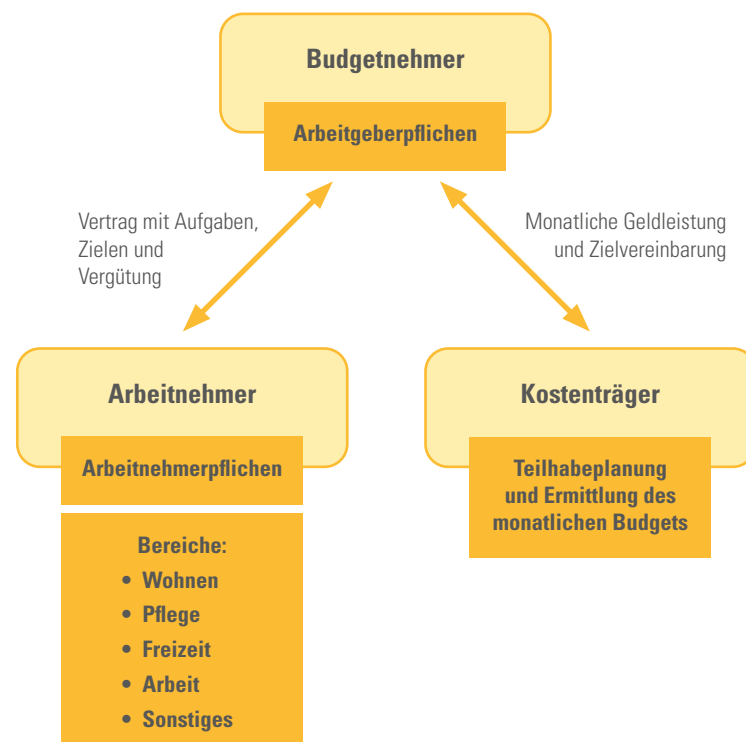 Budgetnehmer
Arbeitgeberpflichen
Vertrag mit Aufgaben,
Zielen und
Vergütung
Monatliche Geldleistung
und Zielvereinbarung
Arbeitnehmer
Arbeitnehmerpflichen
Bereiche:
• Wohnen
• Pflege
• Freizeit
• Arbeit
• Sonstiges
Kostenträger
Teilhabeplanung
und Ermittlung des
monatlichen Budgets